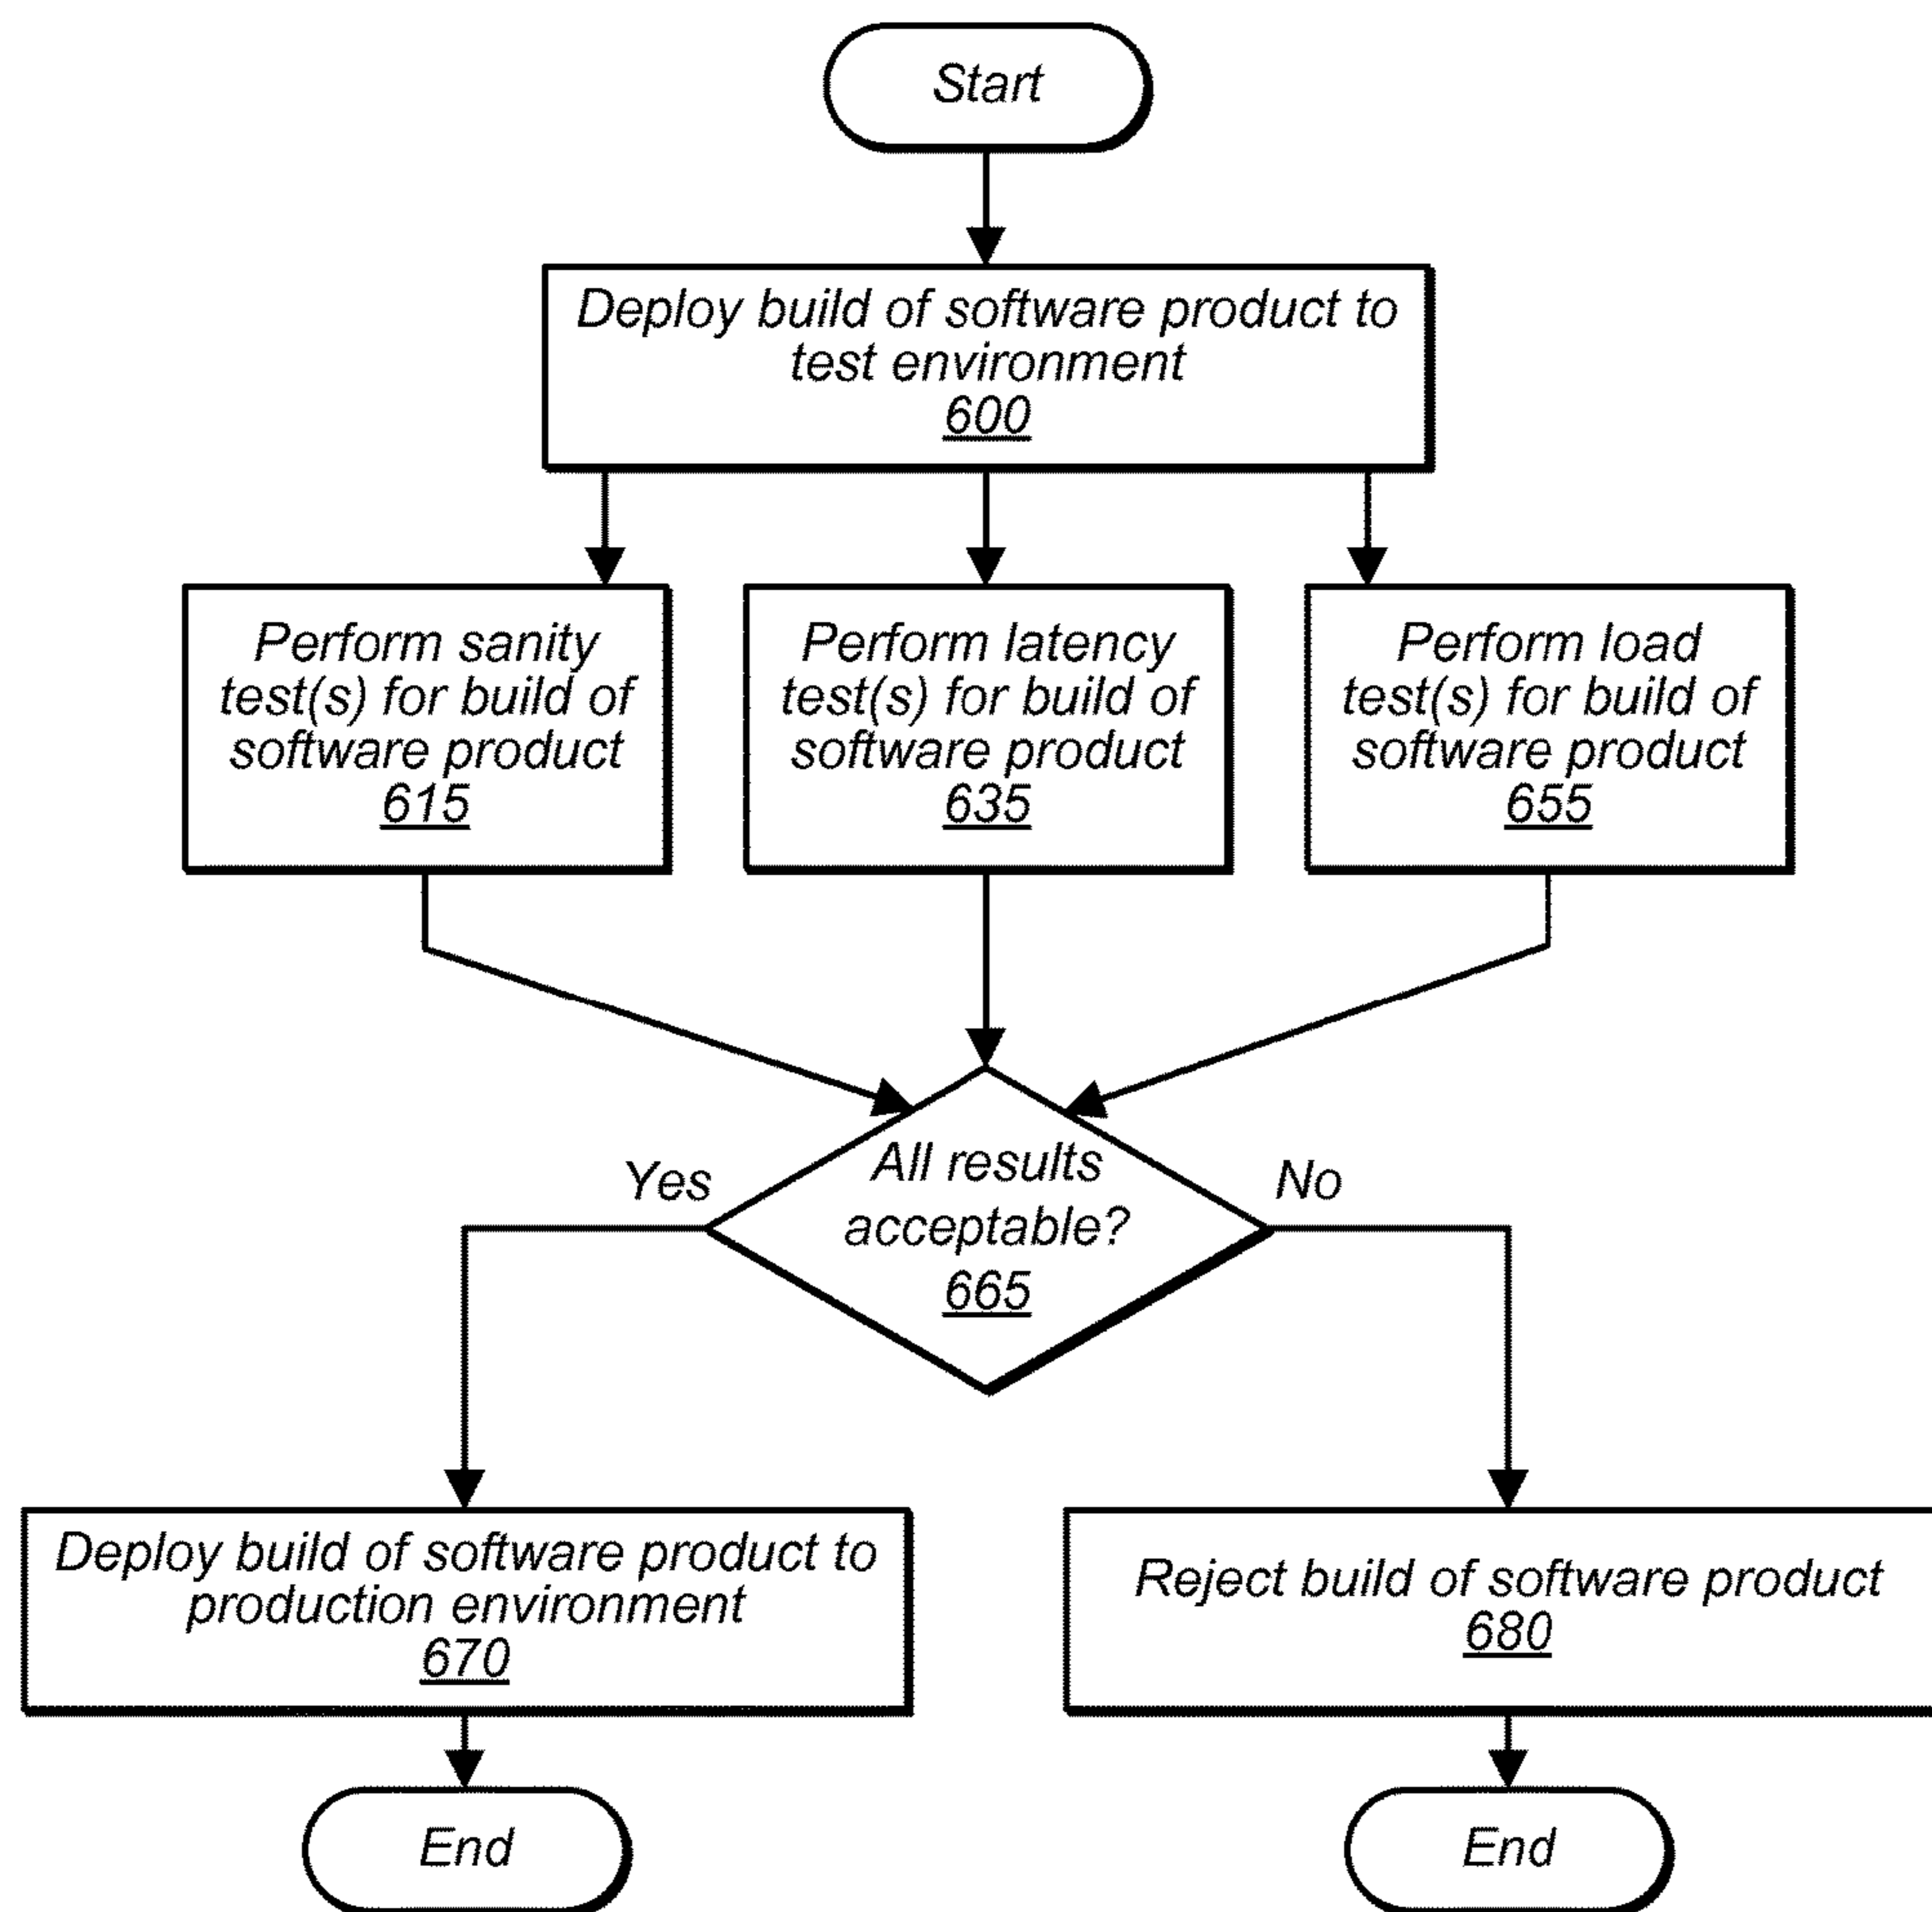 Start
Deploy build of software product to
test environment
600
Perform sanity
test(s) for build of
software product
615
Perform latency
test(s) for build of
software product
635
Perform load
test(s) for build of
software product
655
All results
acceptable?
665
Yes
No
Deploy build of software product to
production environment
670
Reject build of software product
680
End
End